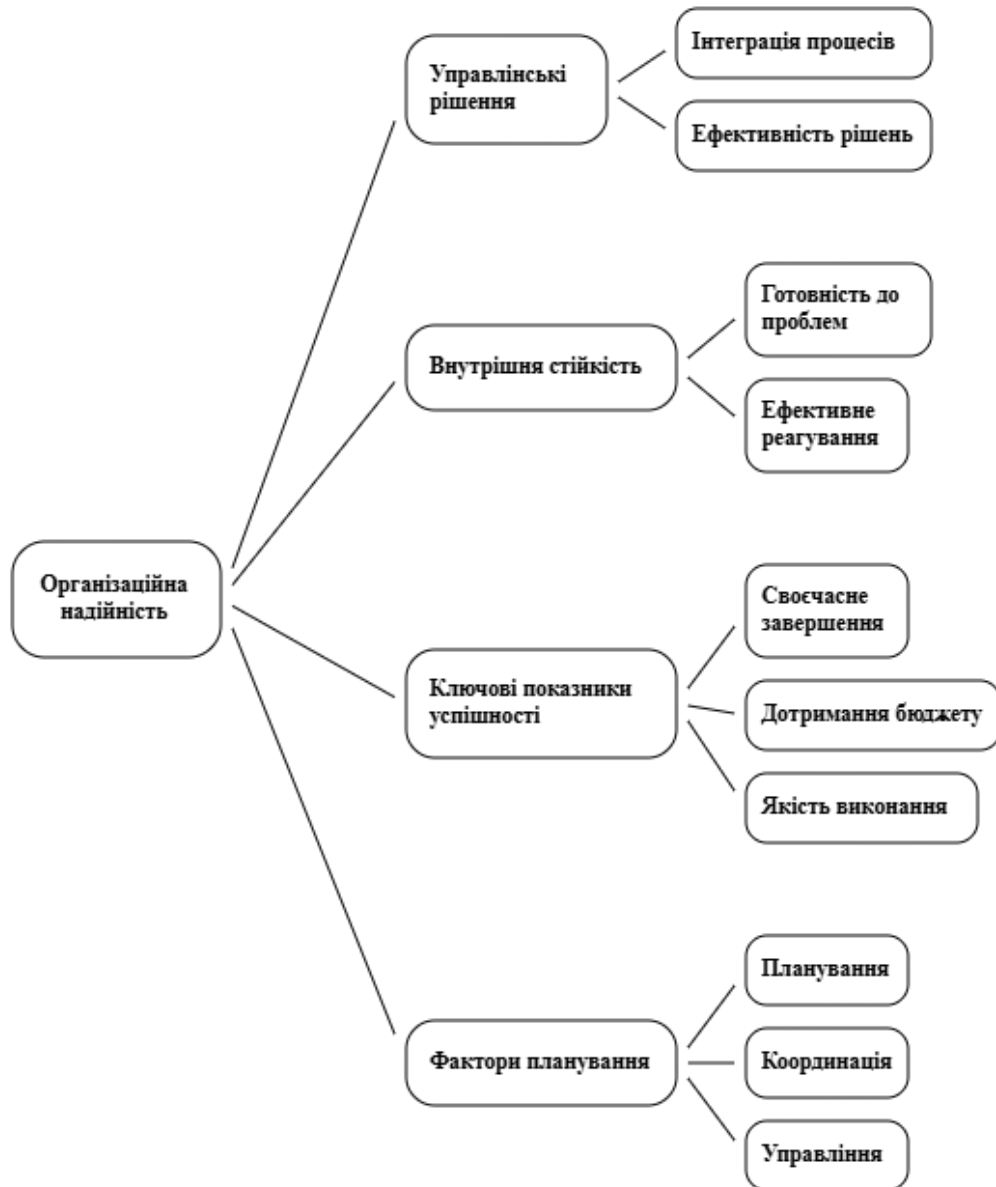 Інтеграція процесів
Управлінські
рішення
Ефективність рішень
Готовність до
проблем
Внутрішня стійкість
Ефективне
реагування
Організаційна
надійність
Своєчасне
завершення
Ключові показники
успішності
Дотримання бюджету
Якість виконання
Планування
Фактори планування
Координація
Управління